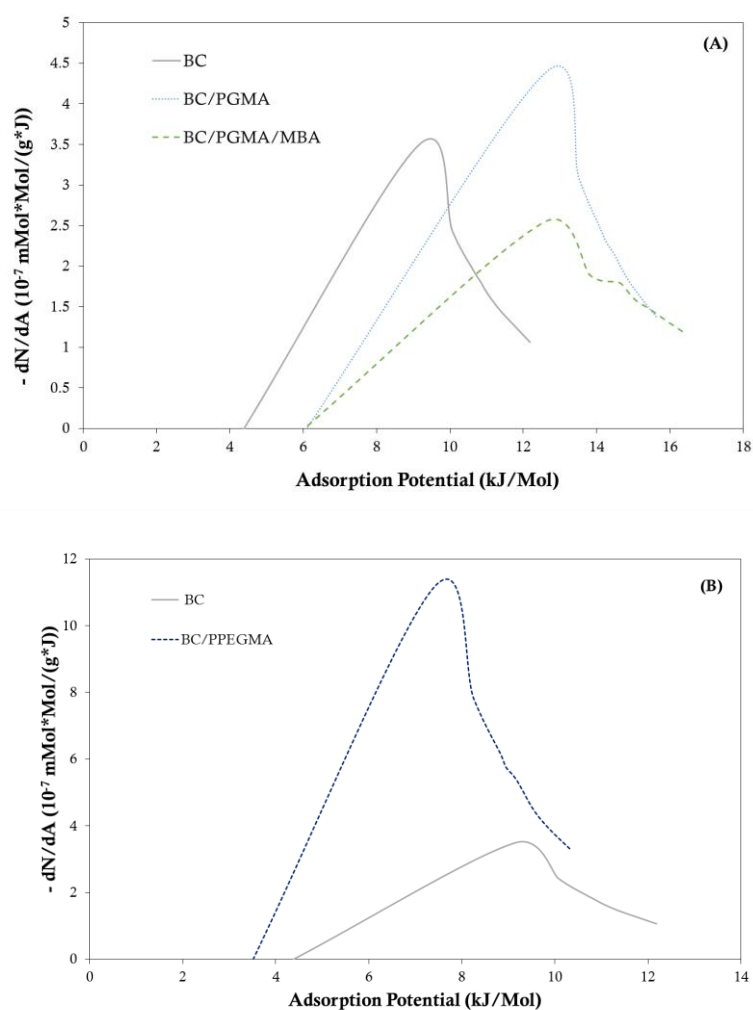 (A)
BC
BC/PGMA
BC/PGMA/MBA
5
4.5
4
3.5
3
2.5
2
1.5
1
0.5
0
- dN/dA (10⁻⁷ mMol*Mol/(g*J))
0 2 4 6 8 10 12 14 16 18
Adsorption Potential (kJ/Mol)
(B)
BC
BC/PPEGMA
12
10
8
6
4
2
0
- dN/dA (10⁻⁷ mMol*Mol/(g*J))
0 2 4 6 8 10 12 14
Adsorption Potential (kJ/Mol)